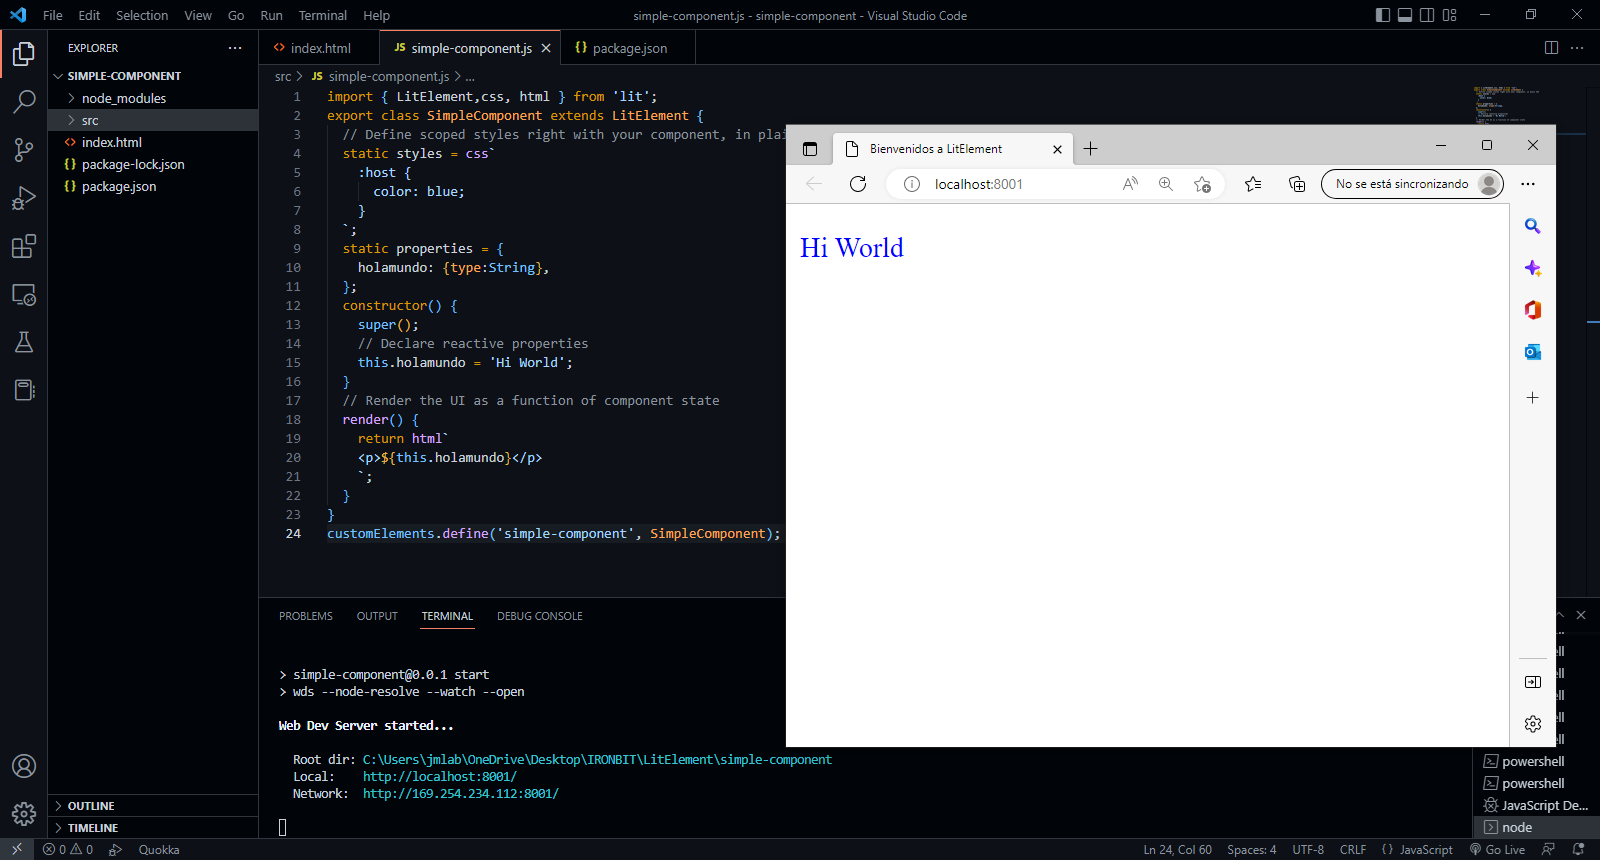 File Edit Selection View Go Run Terminal Help
simple-component.js - simple-component - Visual Studio Code
EXPLORER
SIMPLE-COMPONENT
node_modules
src
index.html
package-lock.json
package.json
OUTLINE
TIMELINE
index.html
JS simple-component.js
package.json
src > JS simple-component.js > ...
1 import { LitElement,css, html } from 'lit';
2 export class SimpleComponent extends LitElement {
3 // Define scoped styles right with your component, in plai
4 static styles = css`
5 :host {
6 color: blue;
7 }
8 `;
9 static properties = {
10 holamundo: {type:String},
11 };
12 constructor() {
13 super();
14 // Declare reactive properties
15 this.holamundo = 'Hi World';
16 }
17 // Render the UI as a function of component state
18 render() {
19 return html`
20 <p>${this.holamundo}</p>
21 `;
22 }
23 }
24 customElements.define('simple-component', SimpleComponent);
Bienvenidos a LitElement
localhost:8001
No se está sincronizando
Hi World
PROBLEMS OUTPUT TERMINAL DEBUG CONSOLE
> simple-component@0.0.1 start
> wds --node-resolve --watch --open
Web Dev Server started...
Root dir: C:\Users\jmlab\OneDrive\Desktop\IRONBIT\LitElement\simple-component
Local: http://localhost:8001/
Network: http://169.254.234.112:8001/
ell
ell
ell
ell
ell
powershell
powershell
JavaScript De...
node
0 0 Quokka
Ln 24, Col 60 Spaces: 4 UTF-8 CRLF {} JavaScript Go Live